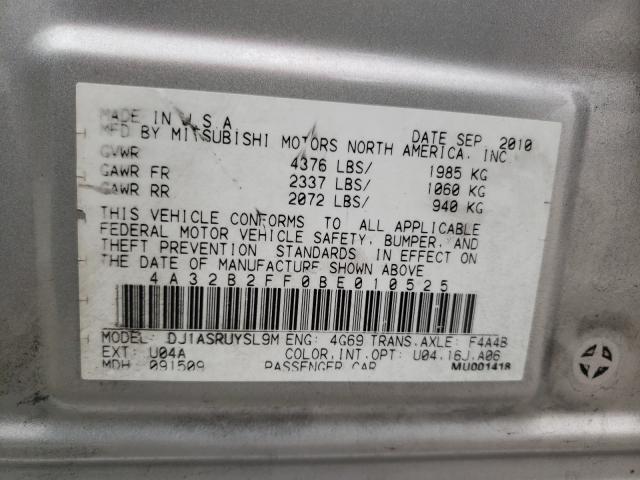 MADE IN U.S.A DATE SEP 2010
MFD BY MITSUBISHI MOTORS NORTH AMERICA, INC
GVWR 4376 LBS/ 1985 KG
GAWR FR 2337 LBS/ 1060 KG
GAWR RR 2072 LBS/ 940 KG
THIS VEHICLE CONFORMS TO ALL APPLICABLE
FEDERAL MOTOR VEHICLE SAFETY, BUMPER, AND
THEFT PREVENTION STANDARDS IN EFFECT ON
THE DATE OF MANUFACTURE SHOWN ABOVE
4A32B2FF0BE010525
MODEL: DJ1ASRUYSL9M ENG: 4G69 TRANS.AXLE: F4A4B
EXT: U04A COLOR,INT.OPT: U04.16J.A06
MDH 091509 PASSENGER CAR MU001418